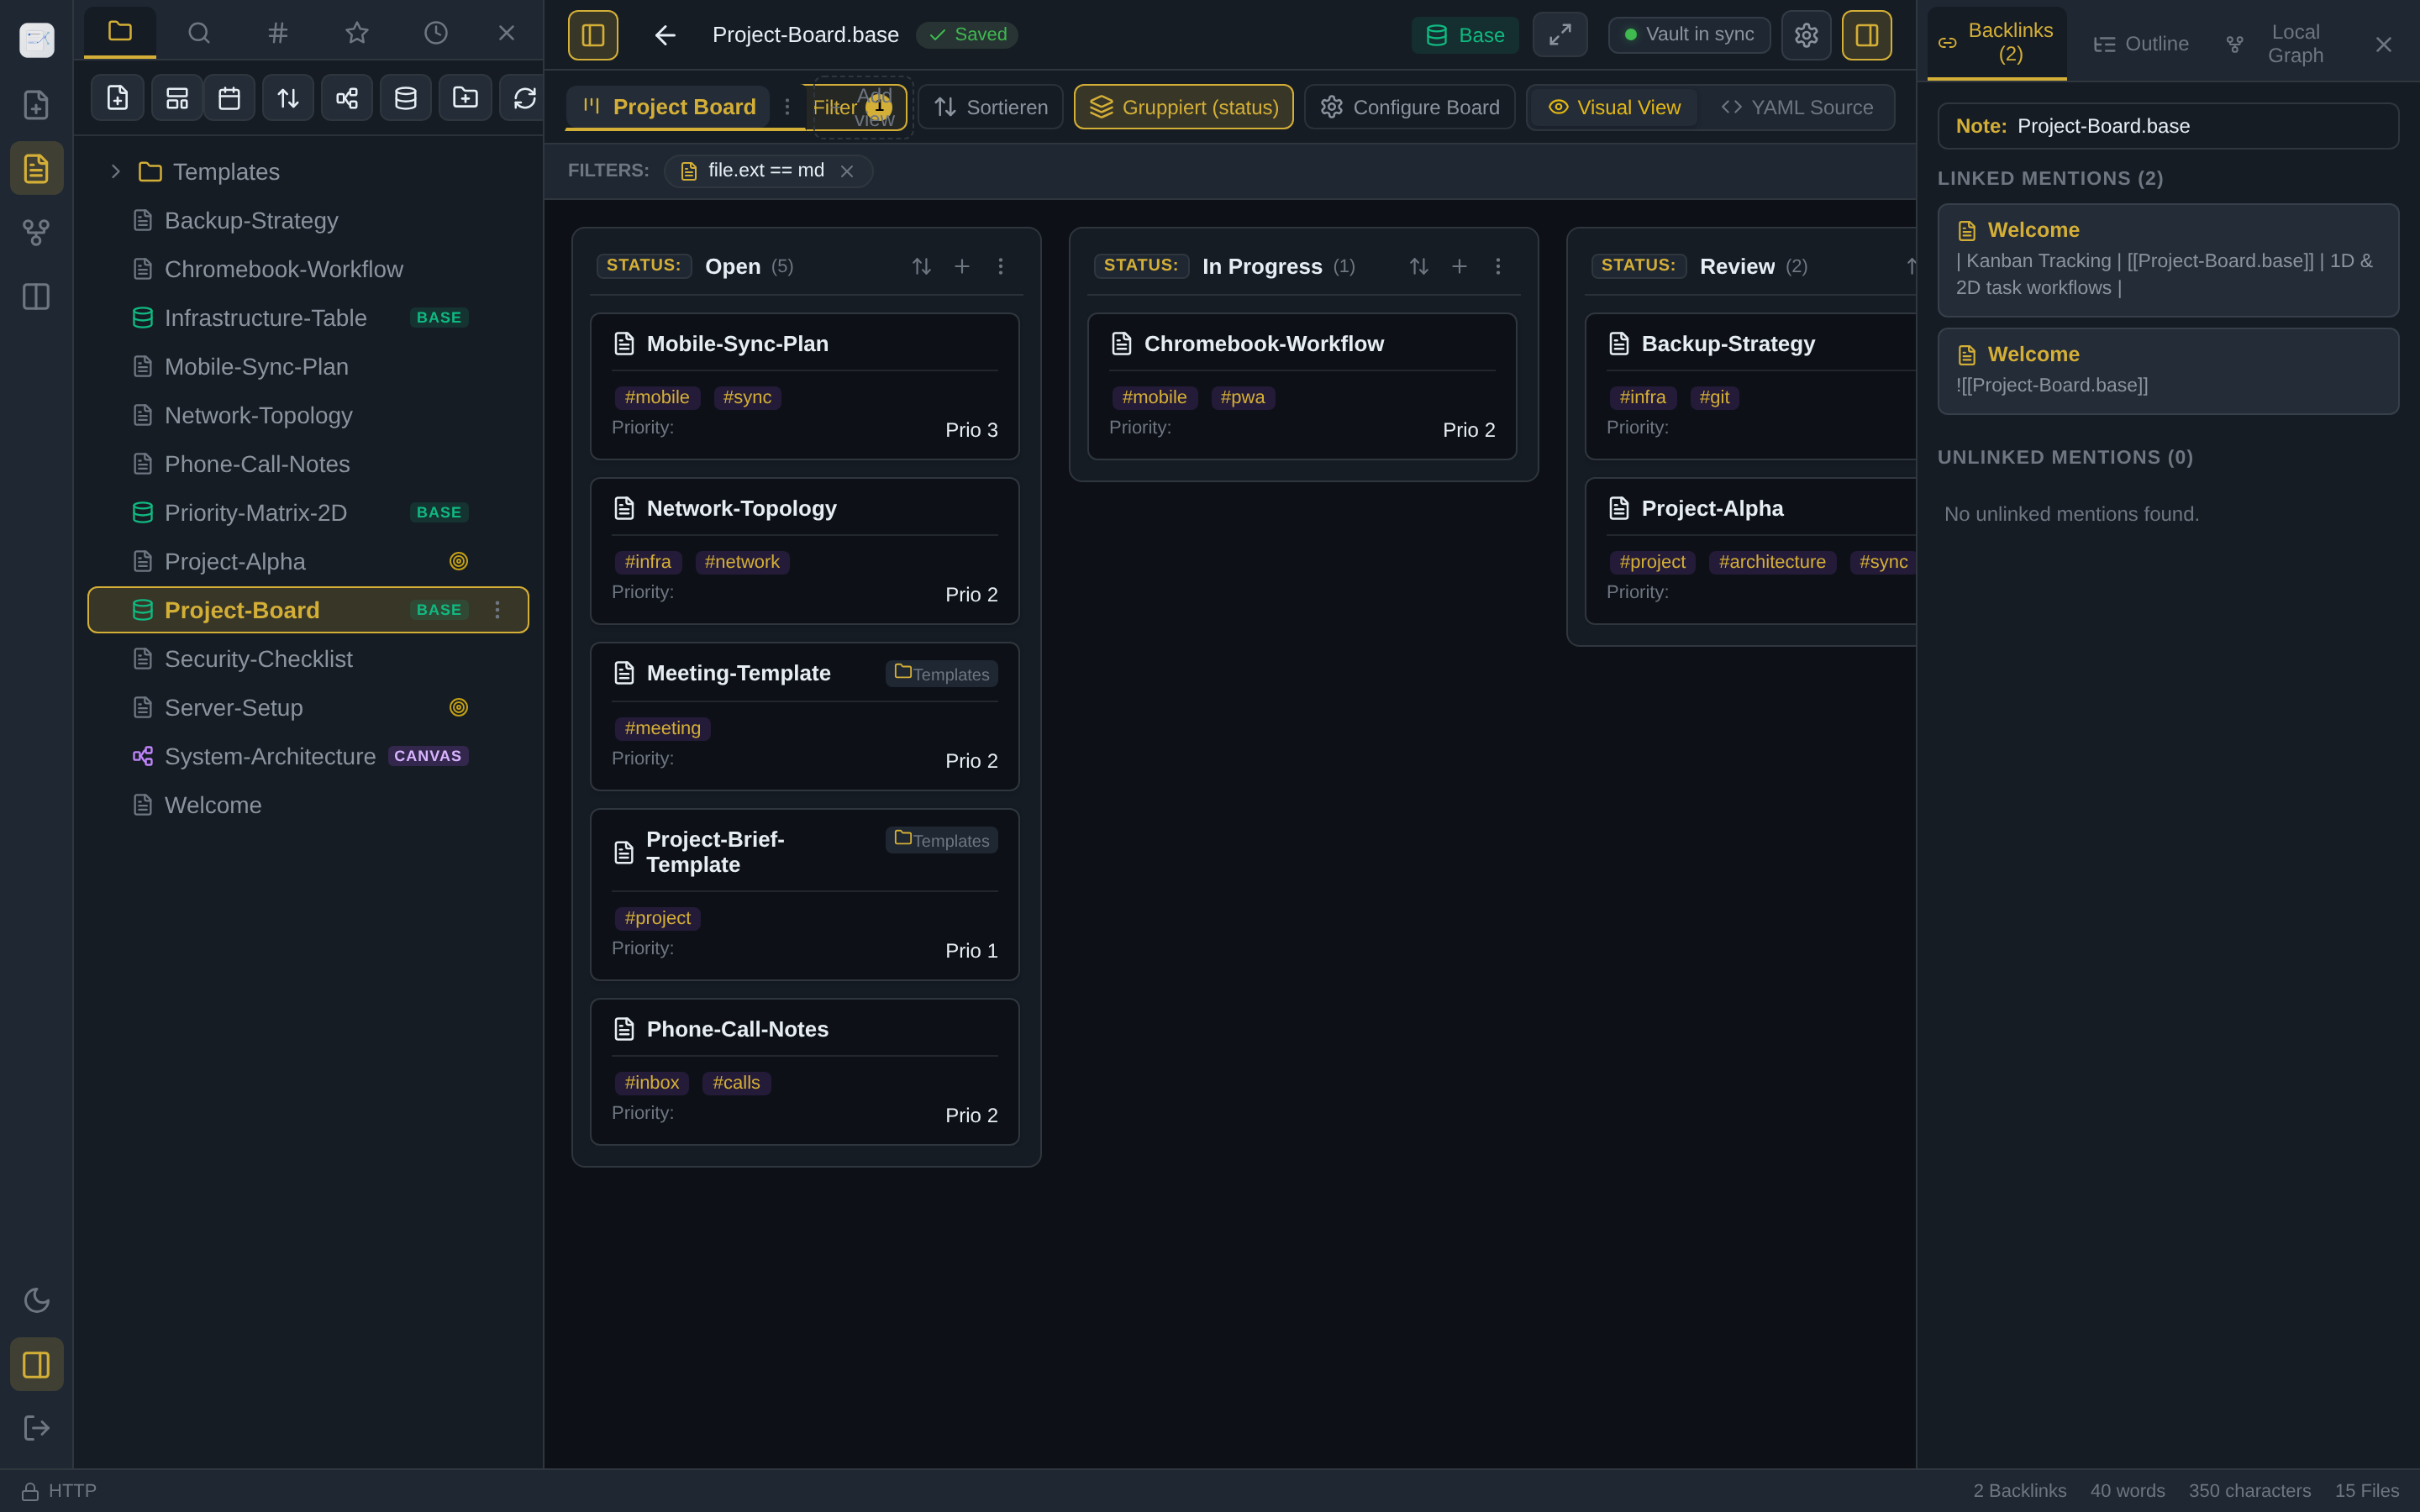 Project-Board.base
Saved
Base
Vault in sync
Backlinks
(2)
Outline
Local
Graph
Project Board
Filter
1
Add
view
Sortieren
Gruppiert (status)
Configure Board
Visual View
YAML Source
FILTERS:
file.ext == md
Templates
Backup-Strategy
Chromebook-Workflow
Infrastructure-Table
BASE
Mobile-Sync-Plan
Network-Topology
Phone-Call-Notes
Priority-Matrix-2D
BASE
Project-Alpha
Project-Board
BASE
Security-Checklist
Server-Setup
System-Architecture
CANVAS
Welcome
STATUS:
Open (5)
Mobile-Sync-Plan
#mobile #sync
Priority:
Prio 3
Network-Topology
#infra #network
Priority:
Prio 2
Meeting-Template
Templates
#meeting
Priority:
Prio 2
Project-Brief-
Template
Templates
#project
Priority:
Prio 1
Phone-Call-Notes
#inbox #calls
Priority:
Prio 2
STATUS:
In Progress (1)
Chromebook-Workflow
#mobile #pwa
Priority:
Prio 2
STATUS:
Review (2)
Backup-Strategy
#infra #git
Priority:
Project-Alpha
#project #architecture #sync
Priority:
Note: Project-Board.base
LINKED MENTIONS (2)
Welcome
| Kanban Tracking | [[Project-Board.base]] | 1D &
2D task workflows |
Welcome
![[Project-Board.base]]
UNLINKED MENTIONS (0)
No unlinked mentions found.
HTTP
2 Backlinks
40 words
350 characters
15 Files